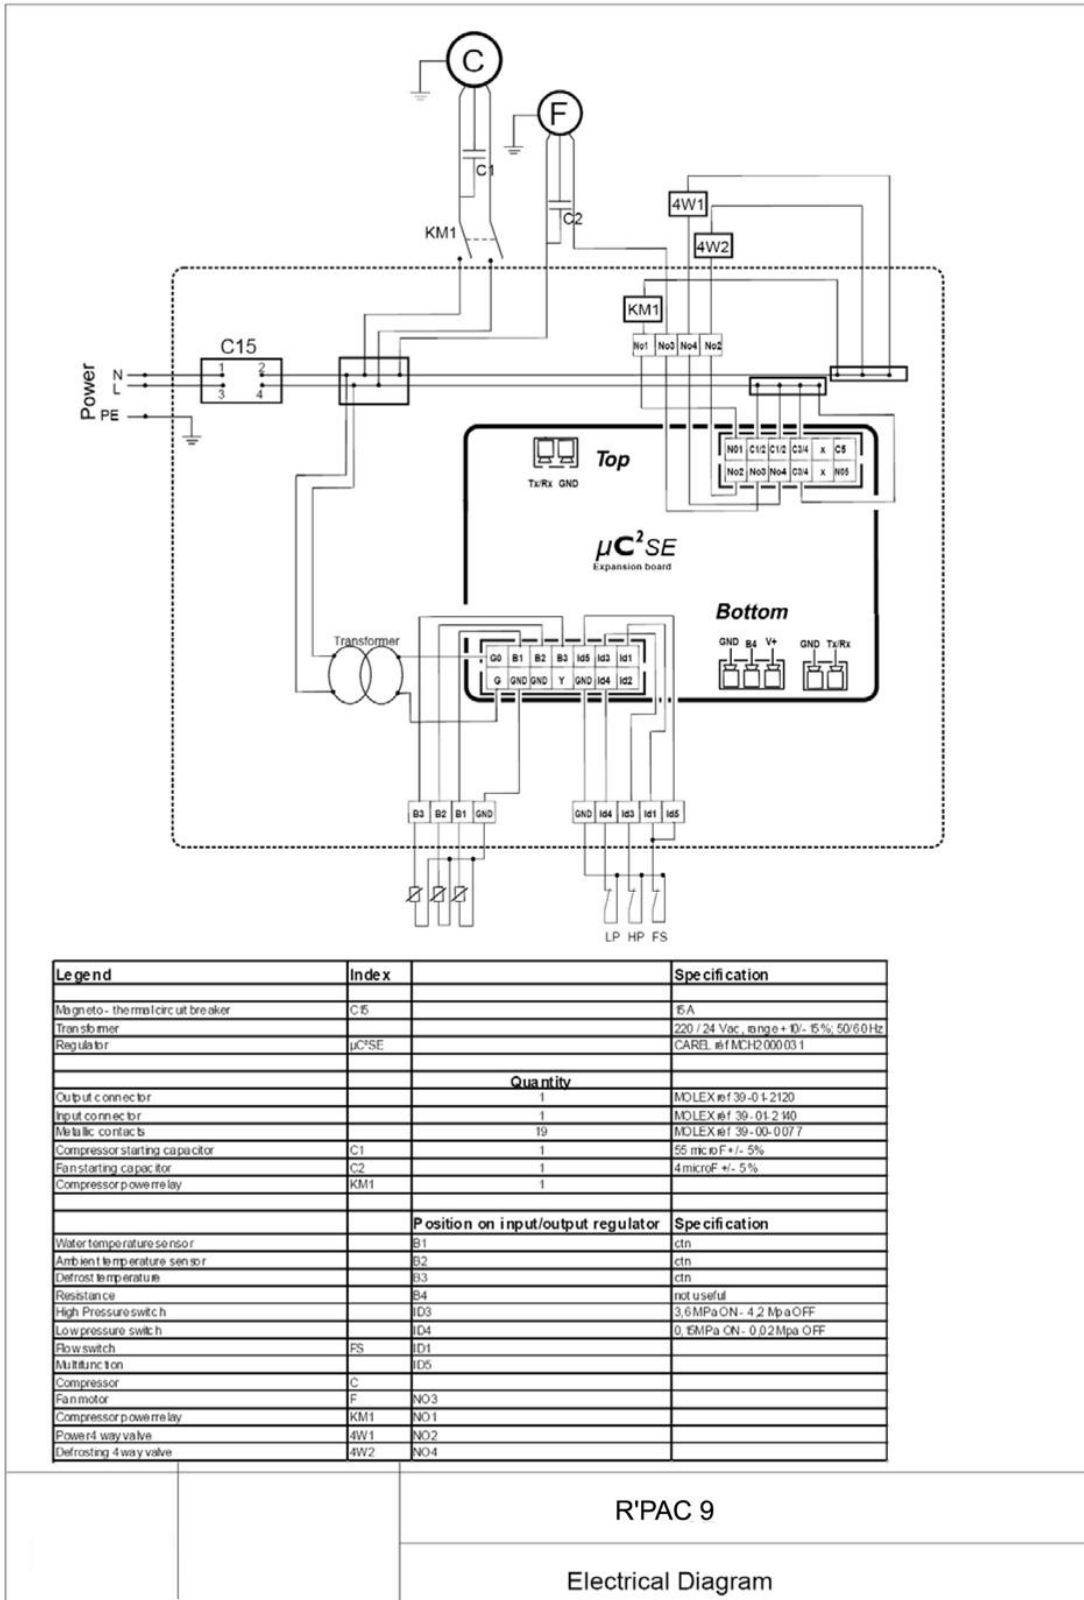 C
F
C1
C2
KM1
4W1
4W2
KM1
No1 No3 No4 No2
C15
1 2
3 4
Power
N
L
PE
Top
Tx/Rx GND
N01 C1/2 C1/2 C3/4 x C5
No2 No3 No4 C3/4 x N05
µC²SE
Expansion board
Bottom
GND B4 V+ GND Tx/Rx
Transformer
G0 B1 B2 B3 Id5 Id3 Id1
G GND GND Y GND Id4 Id2
B3 B2 B1 GND GND Id4 Id3 Id1 Id5
LP HP FS
Legend Index Specification
Magneto - thermal circuit breaker C15 15 A
Transformer 220 / 24 Vac, range + 10/- 15%; 50/60 Hz
Regulator µC²SE CAREL réf MCH2000031
Quantity
Output connector 1 MOLEX ref 39-01-2120
Input connector 1 MOLEX réf 39-01-2140
Metallic contacts 19 MOLEX réf 39-00-0077
Compressor starting capacitor C1 1 55 micro F +/- 5%
Fan starting capacitor C2 1 4 microF +/- 5%
Compressor power relay KM1 1
Position on input/output regulator Specification
Water temperature sensor B1 ctn
Ambient temperature sensor B2 ctn
Defrost temperature B3 ctn
Resistance B4 not useful
High Pressure switch ID3 3,6 MPa ON - 4,2 Mpa OFF
Low pressure switch ID4 0,15MPa ON - 0,02 Mpa OFF
Flow switch FS ID1
Multifunction ID5
Compressor C
Fan motor F NO3
Compressor power relay KM1 NO1
Power4 way valve 4W1 NO2
Defrosting 4 way valve 4W2 NO4
R'PAC 9
Electrical Diagram